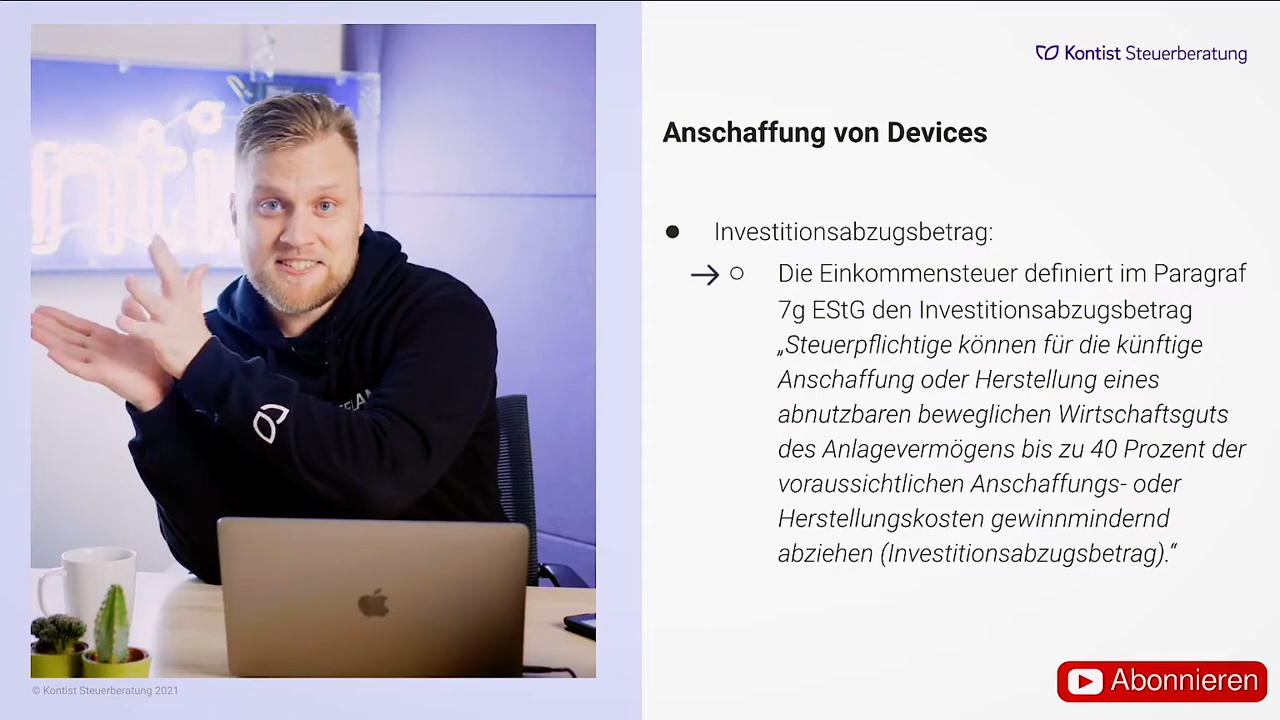 Kontist Steuerberatung
Anschaffung von Devices
● Investitionsabzugsbetrag:
→ ○ Die Einkommensteuer definiert im Paragraf
7g EStG den Investitionsabzugsbetrag
„Steuerpflichtige können für die künftige
Anschaffung oder Herstellung eines
abnutzbaren beweglichen Wirtschaftsguts
des Anlagevermögens bis zu 40 Prozent der
voraussichtlichen Anschaffungs- oder
Herstellungskosten gewinnmindernd
abziehen (Investitionsabzugsbetrag).“
© Kontist Steuerberatung 2021
Abonnieren